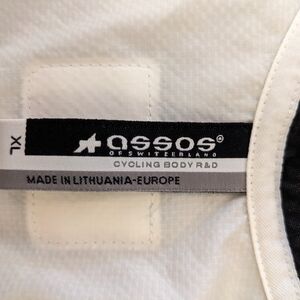 XL
assos®
OF SWITZERLAND
CYCLING BODY R&D
MADE IN LITHUANIA-EUROPE